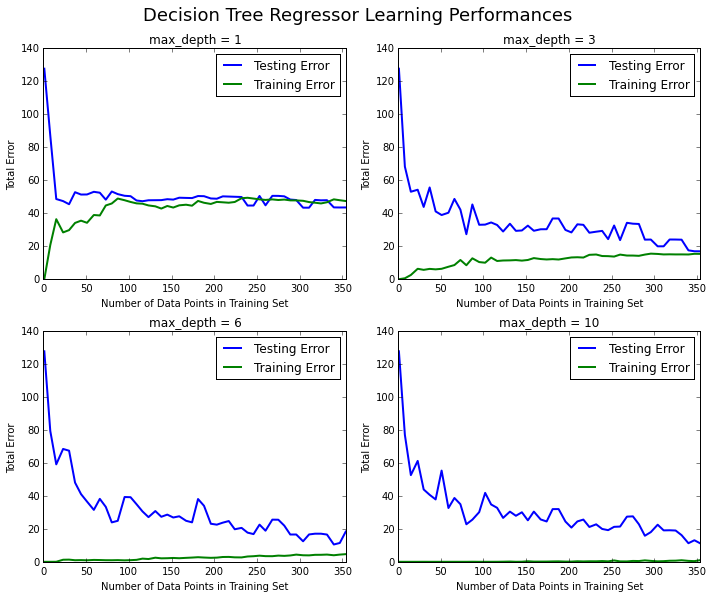 Decision Tree Regressor Learning Performances
max_depth = 1
140
120
100
80
60
40
20
0
Total Error
Testing Error
Training Error
0 50 100 150 200 250 300 350
Number of Data Points in Training Set
max_depth = 3
140
120
100
80
60
40
20
0
Total Error
Testing Error
Training Error
0 50 100 150 200 250 300 350
Number of Data Points in Training Set
max_depth = 6
140
120
100
80
60
40
20
0
Total Error
Testing Error
Training Error
0 50 100 150 200 250 300 350
Number of Data Points in Training Set
max_depth = 10
140
120
100
80
60
40
20
0
Total Error
Testing Error
Training Error
0 50 100 150 200 250 300 350
Number of Data Points in Training Set